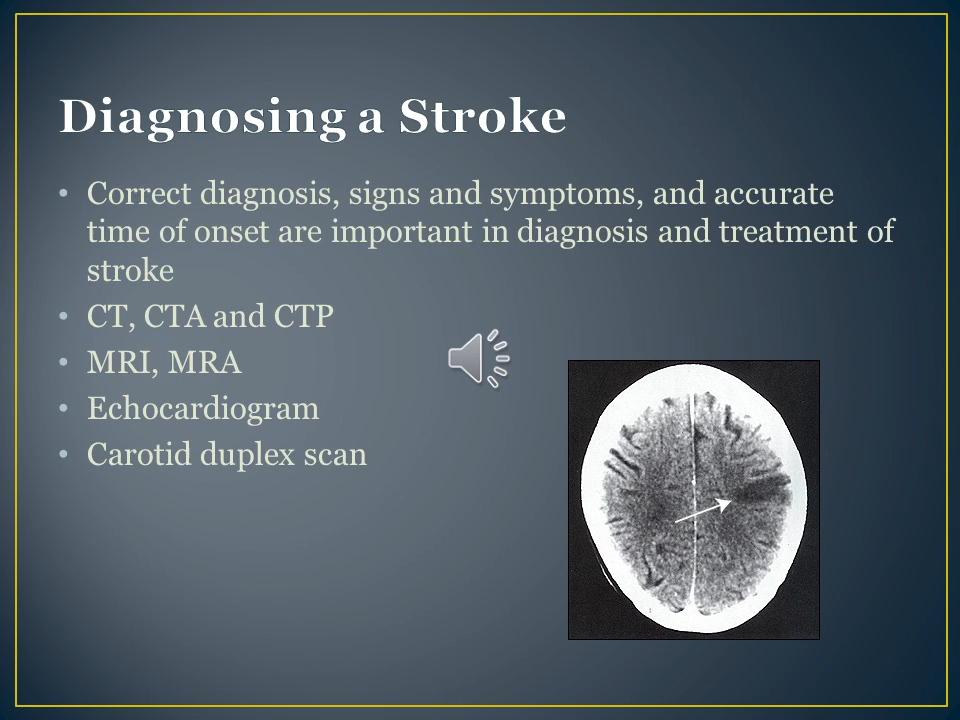 Diagnosing a Stroke
• Correct diagnosis, signs and symptoms, and accurate
time of onset are important in diagnosis and treatment of
stroke
• CT, CTA and CTP
• MRI, MRA
• Echocardiogram
• Carotid duplex scan